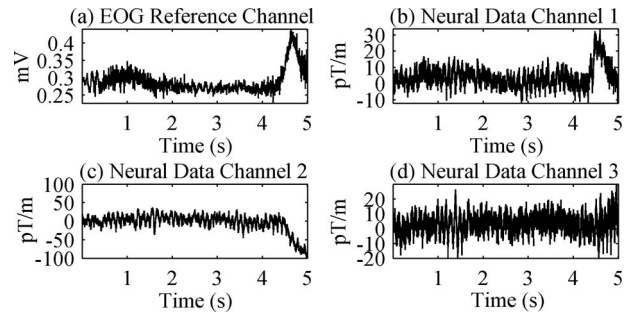 (a) EOG Reference Channel
mV
0.4
0.3
0.25
1 2 3 4 5
Time (s)
(b) Neural Data Channel 1
pT/m
30
20
10
0
-10
1 2 3 4 5
Time (s)
(c) Neural Data Channel 2
pT/m
100
50
0
-50
-100
1 2 3 4 5
Time (s)
(d) Neural Data Channel 3
pT/m
20
10
0
10
20
1 2 3 4 5
Time (s)